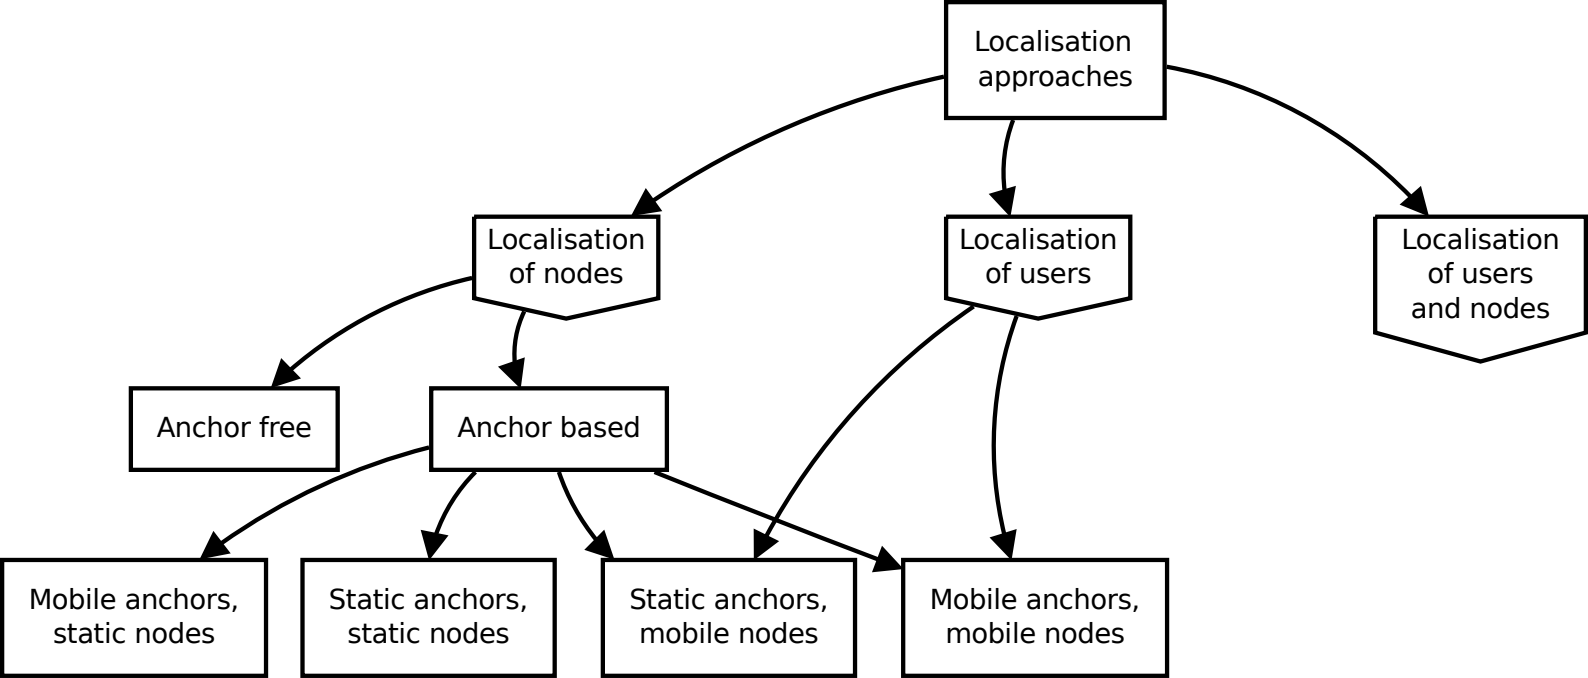 Localisation
approaches
Localisation
of nodes
Localisation
of users
Localisation
of users
and nodes
Anchor free
Anchor based
Mobile anchors,
static nodes
Static anchors,
static nodes
Static anchors,
mobile nodes
Mobile anchors,
mobile nodes